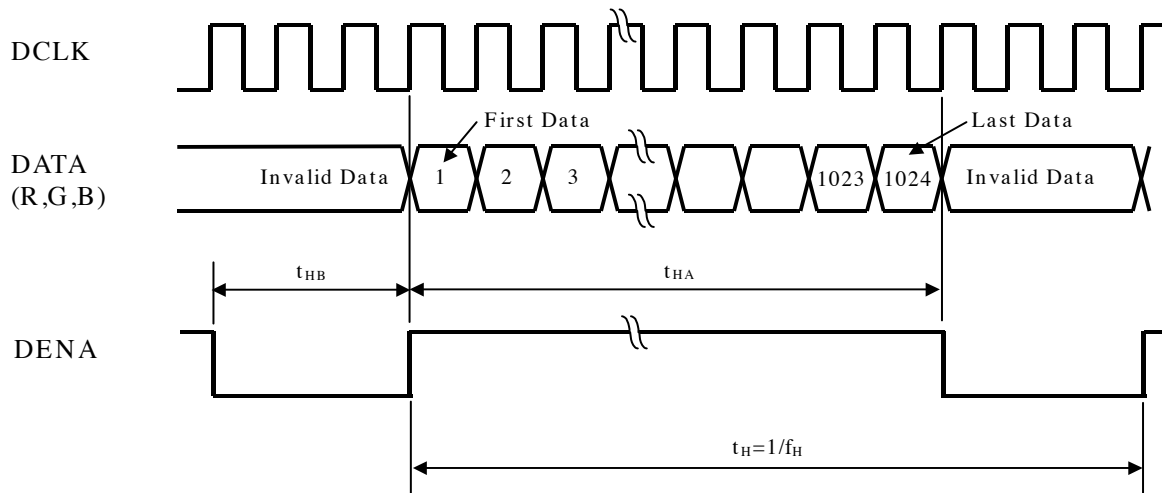 DCLK
First Data
Last Data
DATA
(R,G,B)
Invalid Data
1
2
3
1023
1024
Invalid Data
tHB
tHA
DENA
tH=1/fH